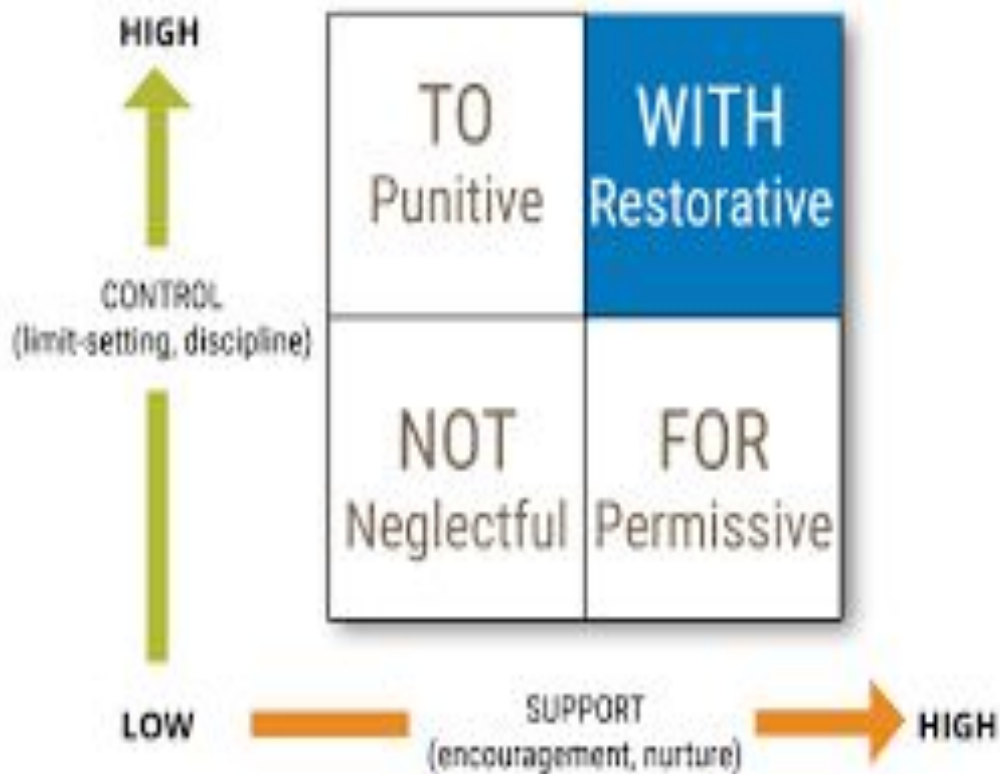 HIGH
TO
Punitive
WITH
Restorative
CONTROL
(limit-setting, discipline)
NOT
Neglectful
FOR
Permissive
LOW
SUPPORT
(encouragement, nurture)
HIGH